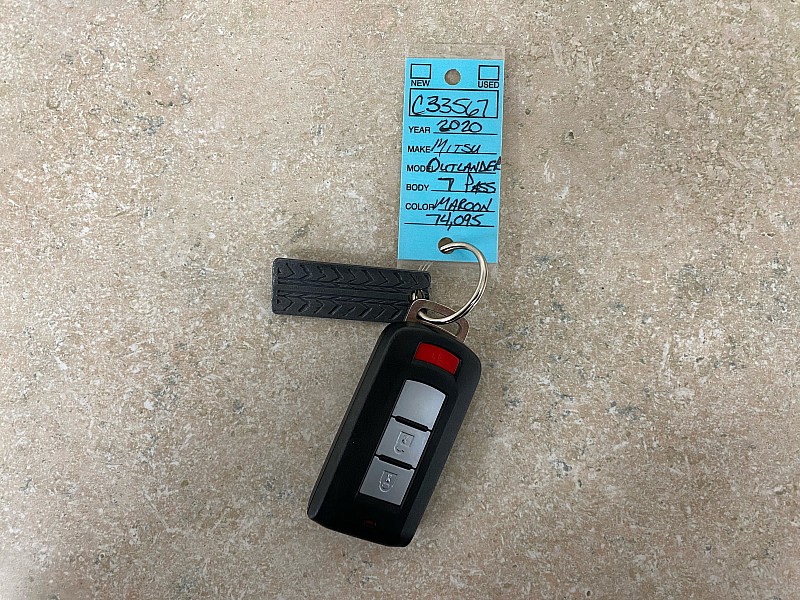 NEW USED
C33567
YEAR 2020
MAKE MITSU
MODEL OUTLANDER
BODY 7 PASS
COLOR MAROON
74,095